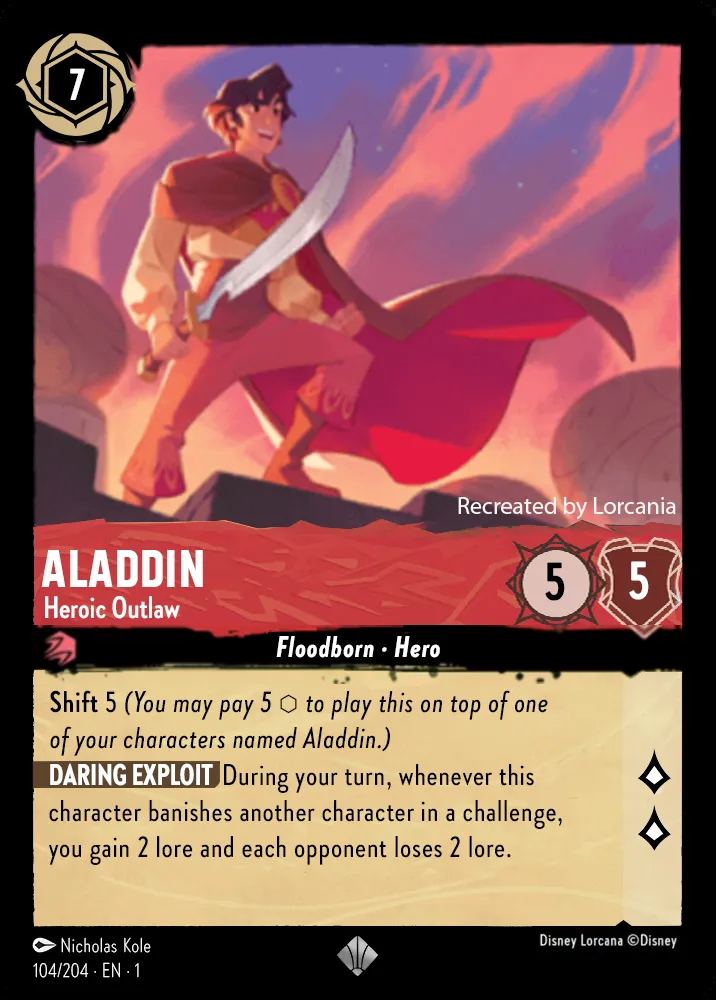 7
Recreated by Lorcania
ALADDIN
Heroic Outlaw
5
5
Floodborn · Hero
Shift 5 (You may pay 5 ⬡ to play this on top of one
of your characters named Aladdin.)
DARING EXPLOIT During your turn, whenever this
character banishes another character in a challenge,
you gain 2 lore and each opponent loses 2 lore.
Nicholas Kole
Disney Lorcana ©Disney
104/204 · EN · 1